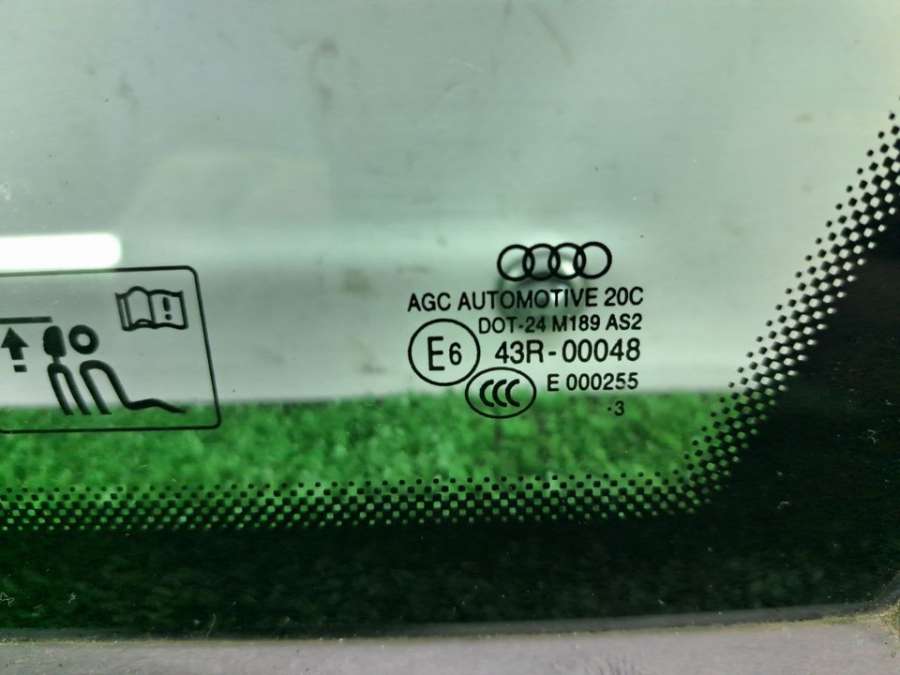 AGC AUTOMOTIVE 20C
DOT-24 M189 AS2
E6 43R-00048
CCC E 000255
·3